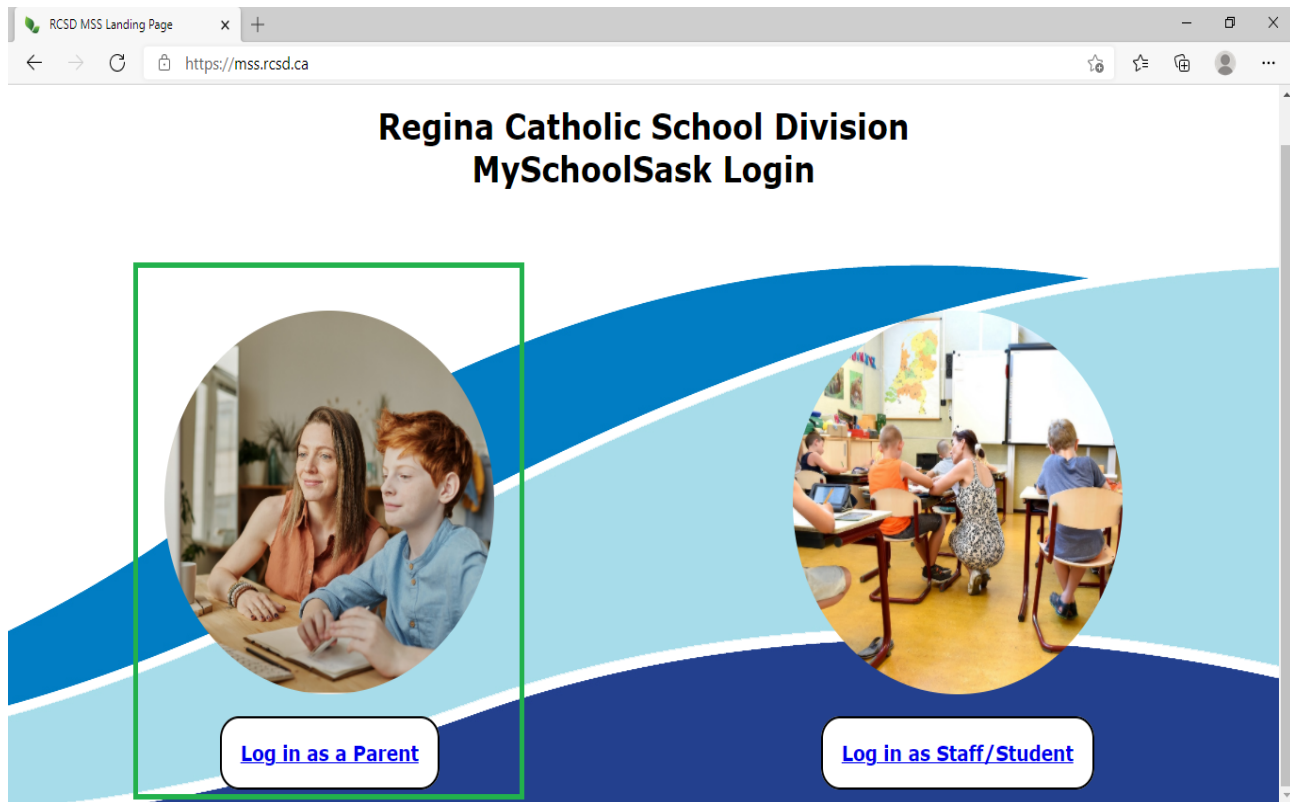 RCSD MSS Landing Page
https://mss.rcsd.ca
Regina Catholic School Division
MySchoolSask Login
Log in as a Parent
Log in as Staff/Student